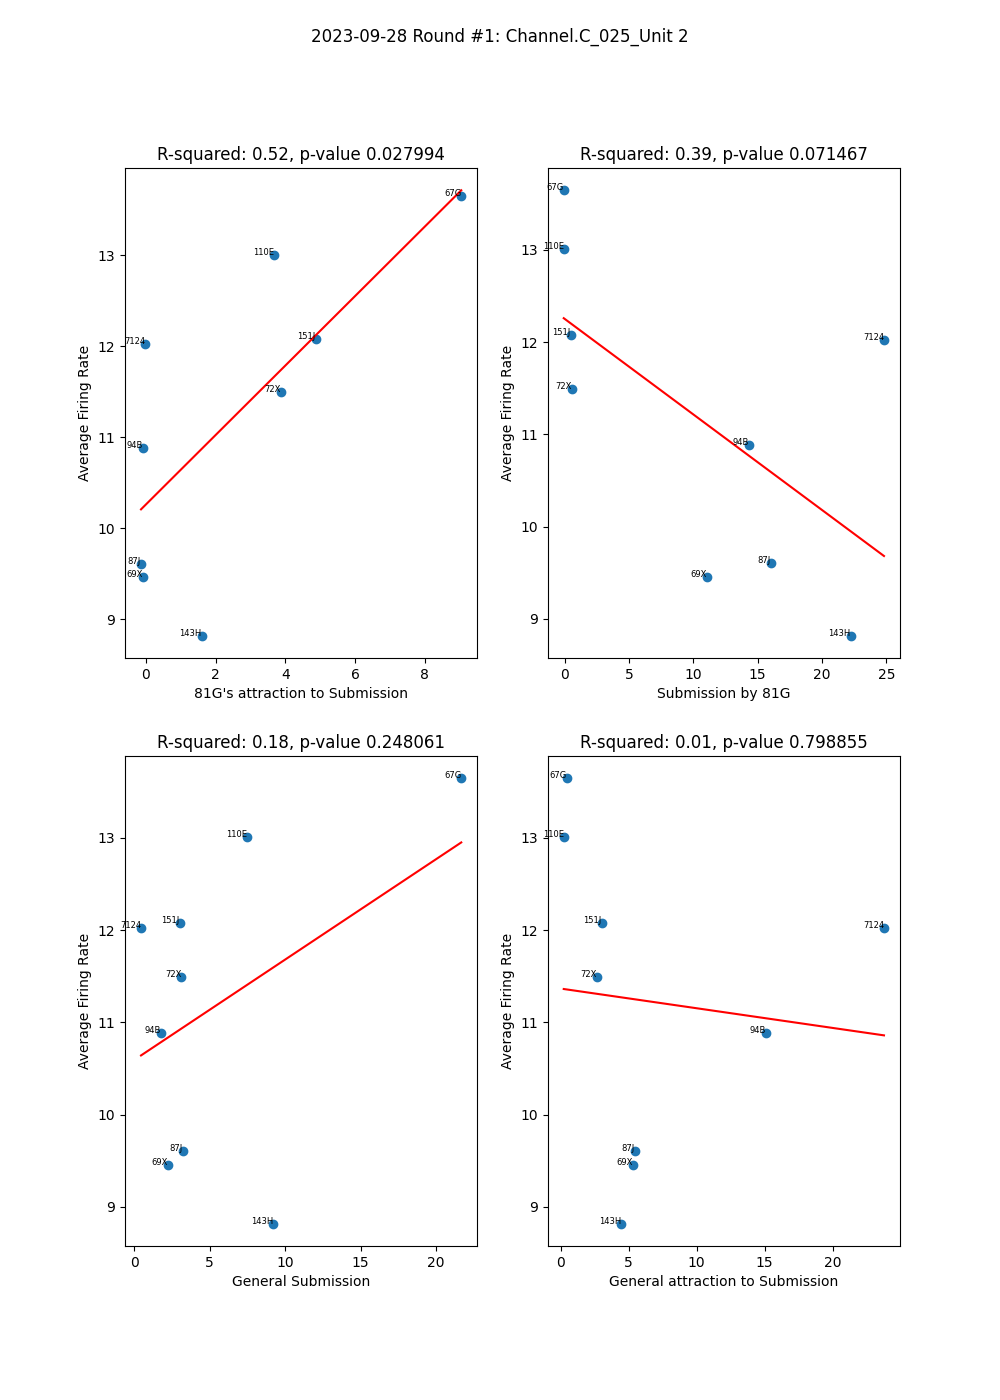 2023-09-28 Round #1: Channel.C_025_Unit 2
R-squared: 0.52, p-value 0.027994
67G
110E
151J
7124
72X
94B
87J
69X
143H
13
12
11
10
9
Average Firing Rate
0 2 4 6 8
81G's attraction to Submission
R-squared: 0.39, p-value 0.071467
67G
110E
151J
7124
72X
94B
87J
69X
143H
13
12
11
10
9
Average Firing Rate
0 5 10 15 20 25
Submission by 81G
R-squared: 0.18, p-value 0.248061
67G
110E
151J
7124
72X
94B
87J
69X
143H
13
12
11
10
9
Average Firing Rate
0 5 10 15 20
General Submission
R-squared: 0.01, p-value 0.798855
67G
110E
151J
7124
72X
94B
87J
69X
143H
13
12
11
10
9
Average Firing Rate
0 5 10 15 20
General attraction to Submission